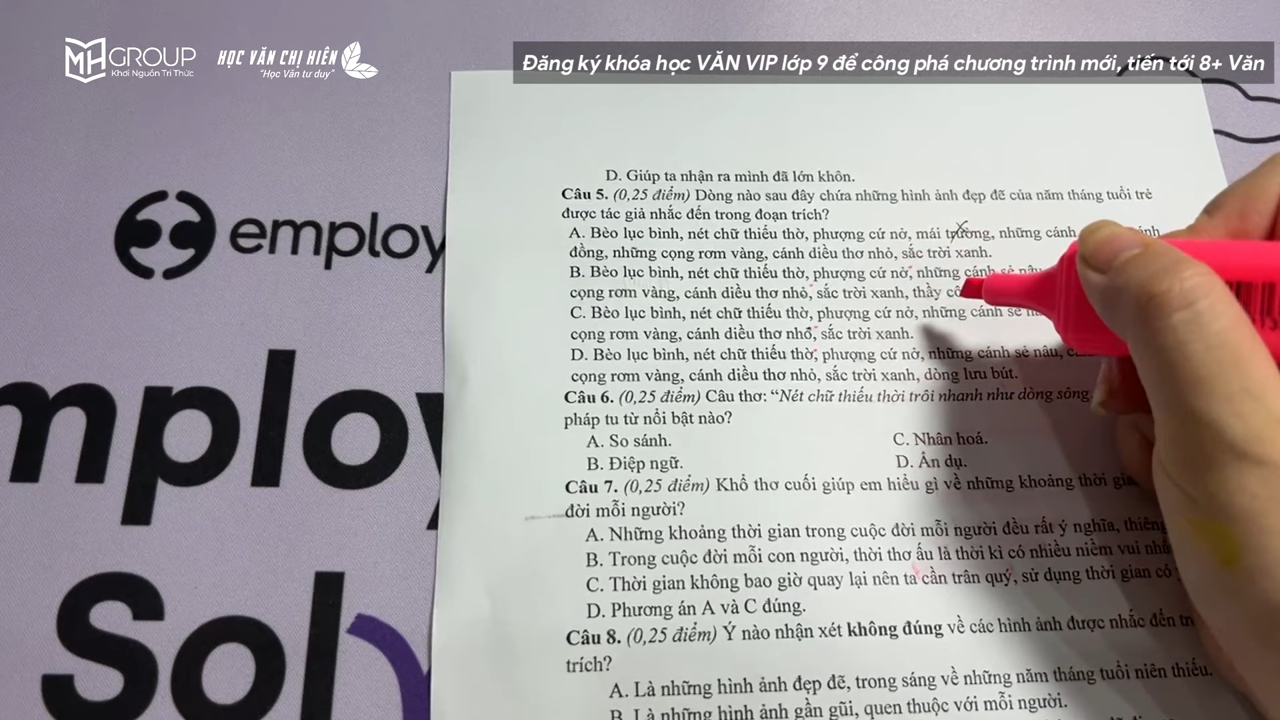 MH GROUP
Khơi Nguồn Tri Thức
HỌC VĂN CHỊ HIÊN
"Học Văn tư duy"
Đăng ký khóa học VĂN VIP lớp 9 để công phá chương trình mới, tiến tới 8+ Văn
employ
mploy
Sol
D. Giúp ta nhận ra mình đã lớn khôn.
Câu 5. (0,25 điểm) Dòng nào sau đây chứa những hình ảnh đẹp đẽ của năm tháng tuổi trẻ
được tác giả nhắc đến trong đoạn trích?
A. Bèo lục bình, nét chữ thiếu thờ, phượng cứ nở, mái trường, những cánh
đồng, những cọng rơm vàng, cánh diều thơ nhỏ, sắc trời xanh.
B. Bèo lục bình, nét chữ thiếu thờ, phượng cứ nở, những cánh sẻ nâu
cọng rơm vàng, cánh diều thơ nhỏ, sắc trời xanh, thầy cô
C. Bèo lục bình, nét chữ thiếu thờ, phượng cứ nở, những cánh sẻ
cọng rơm vàng, cánh diều thơ nhỏ, sắc trời xanh.
D. Bèo lục bình, nét chữ thiếu thờ, phượng cứ nở, những cánh sẻ nâu,
cọng rơm vàng, cánh diều thơ nhỏ, sắc trời xanh, dòng lưu bút.
Câu 6. (0,25 điểm) Câu thơ: “Nét chữ thiếu thời trôi nhanh như dòng sông
pháp tu từ nổi bật nào?
A. So sánh. C. Nhân hoá.
B. Điệp ngữ. D. Ẩn dụ.
Câu 7. (0,25 điểm) Khổ thơ cuối giúp em hiểu gì về những khoảng thời
đời mỗi người?
A. Những khoảng thời gian trong cuộc đời mỗi người đều rất ý nghĩa,
B. Trong cuộc đời mỗi con người, thời thơ ấu là thời kì có nhiều niềm vui
C. Thời gian không bao giờ quay lại nên ta cần trân quý, sử dụng thời gian có
D. Phương án A và C đúng.
Câu 8. (0,25 điểm) Ý nào nhận xét không đúng về các hình ảnh được nhắc đến
trích?
A. Là những hình ảnh đẹp đẽ, trong sáng về những năm tháng tuổi niên thiếu.
B. Là những hình ảnh gần gũi, quen thuộc với mỗi người.